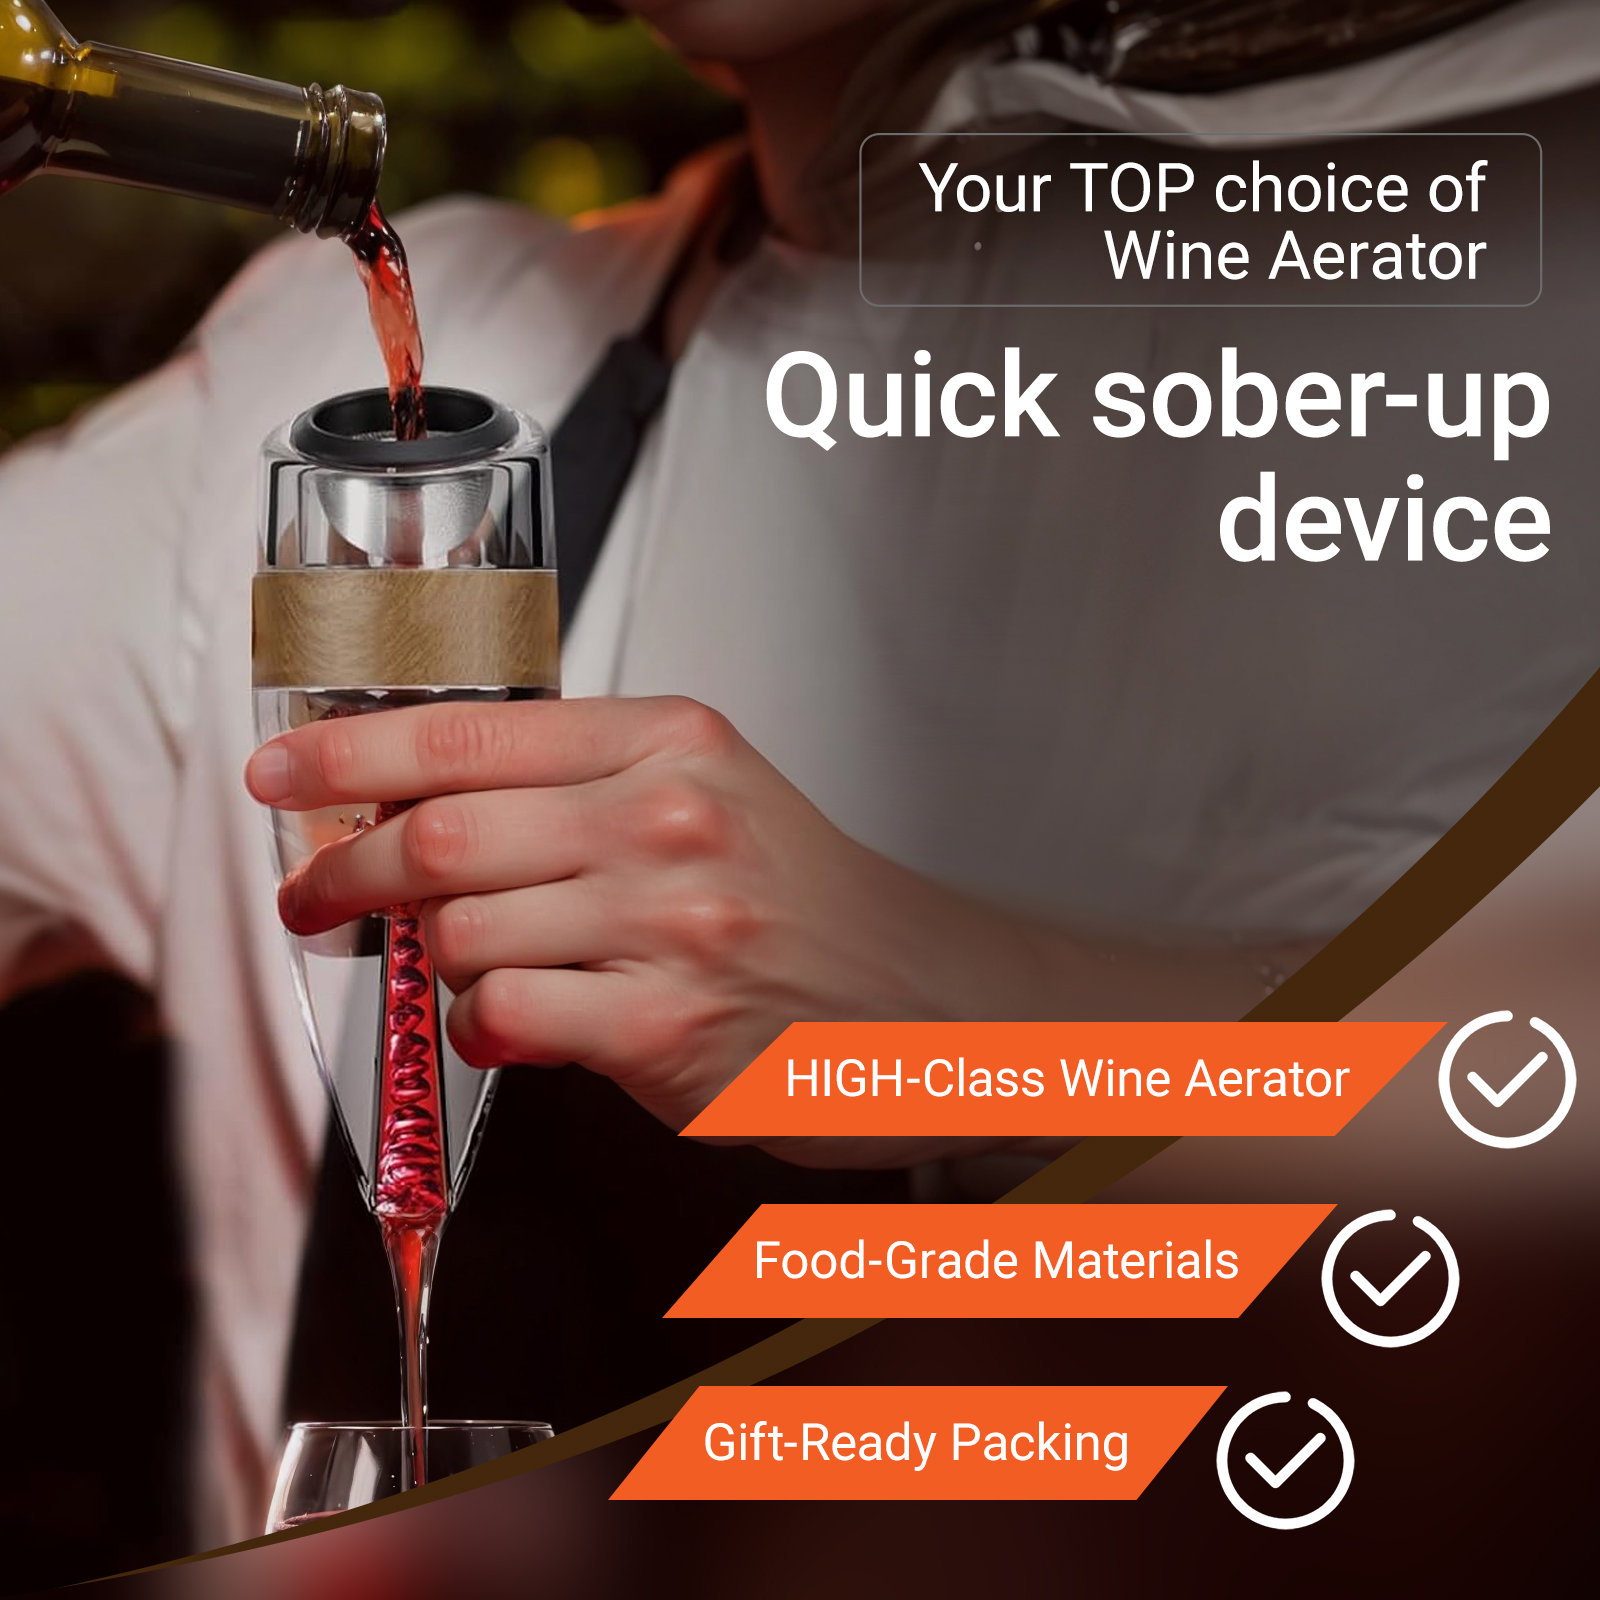 Your TOP choice of
Wine Aerator
Quick sober-up
device
HIGH-Class Wine Aerator
Food-Grade Materials
Gift-Ready Packing